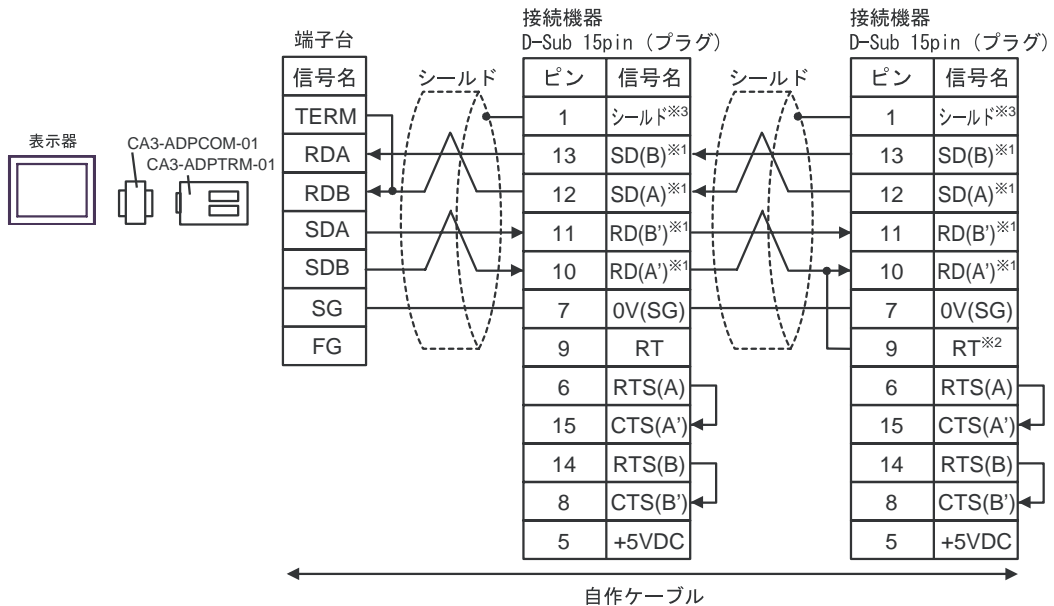 表示器
CA3-ADPCOM-01
CA3-ADPTRM-01
端子台
信号名
TERM
RDA
RDB
SDA
SDB
SG
FG
シールド
接続機器
D-Sub 15pin (プラグ)
ピン 信号名
1 シールド※3
13 SD(B)※1
12 SD(A)※1
11 RD(B')※1
10 RD(A')※1
7 0V(SG)
9 RT
6 RTS(A)
15 CTS(A')
14 RTS(B)
8 CTS(B')
5 +5VDC
シールド
接続機器
D-Sub 15pin (プラグ)
ピン 信号名
1 シールド※3
13 SD(B)※1
12 SD(A)※1
11 RD(B')※1
10 RD(A')※1
7 0V(SG)
9 RT※2
6 RTS(A)
15 CTS(A')
14 RTS(B)
8 CTS(B')
5 +5VDC
自作ケーブル